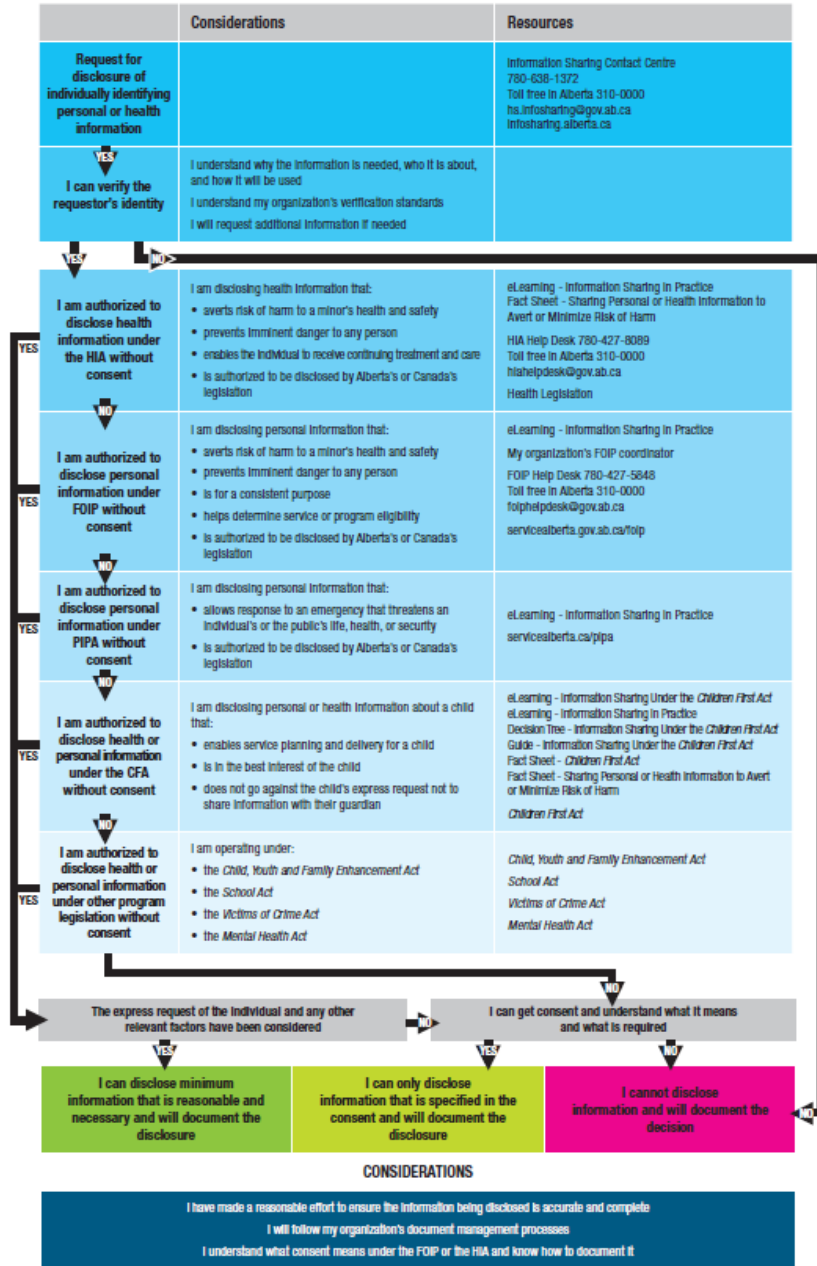 Considerations
Resources
Request for
disclosure of
individually identifying
personal or health
information
Information Sharing Contact Centre
780-638-1372
Toll free in Alberta 310-0000
hs.infosharing@gov.ab.ca
infosharing.alberta.ca
YES
I can verify the
requestor's identity
I understand why the information is needed, who it is about,
and how it will be used
I understand my organization's verification standards
I will request additional information if needed
YES
NO
I am authorized to
disclose health
information under
the HIA without
consent
I am disclosing health information that:
• averts risk of harm to a minor's health and safety
• prevents imminent danger to any person
• enables the individual to receive continuing treatment and care
• is authorized to be disclosed by Alberta's or Canada's
legislation
eLearning - Information Sharing in Practice
Fact Sheet - Sharing Personal or Health Information to
Avert or Minimize Risk of Harm
HIA Help Desk 780-427-8089
Toll free in Alberta 310-0000
hiahelpdesk@gov.ab.ca
Health Legislation
YES
NO
I am authorized to
disclose personal
information under
FOIP without
consent
I am disclosing personal information that:
• averts risk of harm to a minor's health and safety
• prevents imminent danger to any person
• is for a consistent purpose
• helps determine service or program eligibility
• is authorized to be disclosed by Alberta's or Canada's
legislation
eLearning - Information Sharing in Practice
My organization's FOIP coordinator
FOIP Help Desk 780-427-5848
Toll free in Alberta 310-0000
foiphelpdesk@gov.ab.ca
servicealberta.gov.ab.ca/foip
YES
NO
I am authorized to
disclose personal
information under
PIPA without
consent
I am disclosing personal information that:
• allows response to an emergency that threatens an
individual's or the public's life, health, or security
• is authorized to be disclosed by Alberta's or Canada's
legislation
eLearning - Information Sharing in Practice
servicealberta.ca/pipa
YES
NO
I am authorized to
disclose health or
personal information
under the CFA
without consent
I am disclosing personal or health information about a child
that:
• enables service planning and delivery for a child
• is in the best interest of the child
• does not go against the child's express request not to
share information with their guardian
eLearning - Information Sharing Under the Children First Act
eLearning - Information Sharing in Practice
Decision Tree - Information Sharing Under the Children First Act
Guide - Information Sharing Under the Children First Act
Fact Sheet - Children First Act
Fact Sheet - Sharing Personal or Health Information to Avert
or Minimize Risk of Harm
Children First Act
YES
NO
I am authorized to
disclose health or
personal information
under other program
legislation without
consent
I am operating under:
• the Child, Youth and Family Enhancement Act
• the School Act
• the Victims of Crime Act
• the Mental Health Act
Child, Youth and Family Enhancement Act
School Act
Victims of Crime Act
Mental Health Act
YES
NO
The express request of the individual and any other
relevant factors have been considered
NO
I can get consent and understand what it means
and what is required
YES
YES
NO
I can disclose minimum
information that is reasonable and
necessary and will document the
disclosure
I can only disclose
information that is specified in the
consent and will document the
disclosure
I cannot disclose
information and will document the
decision
NO
CONSIDERATIONS
I have made a reasonable effort to ensure the information being disclosed is accurate and complete
I will follow my organization's document management processes
I understand what consent means under the FOIP or the HIA and know how to document it